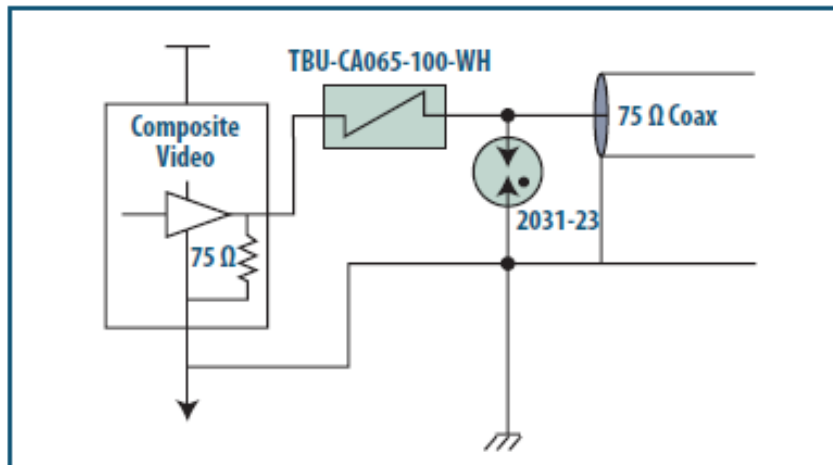 TBU-CA065-100-WH
Composite
Video
75 Ω Coax
75 Ω
2031-23